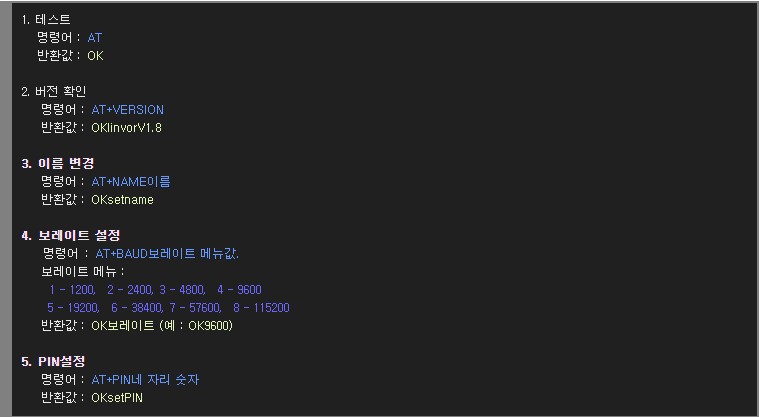 1. 테스트
명령어 : AT
반환값 : OK
2. 버전 확인
명령어 : AT+VERSION
반환값 : OKlinvorV1.8
3. 이름 변경
명령어 : AT+NAME이름
반환값 : OKsetname
4. 보레이트 설정
명령어 : AT+BAUD보레이트 메뉴값.
보레이트 메뉴 :
1 - 1200, 2 - 2400, 3 - 4800, 4 - 9600
5 - 19200, 6 - 38400, 7 - 57600, 8 - 115200
반환값 : OK보레이트 (예 : OK9600)
5. PIN설정
명령어 : AT+PIN네 자리 숫자
반환값 : OKsetPIN